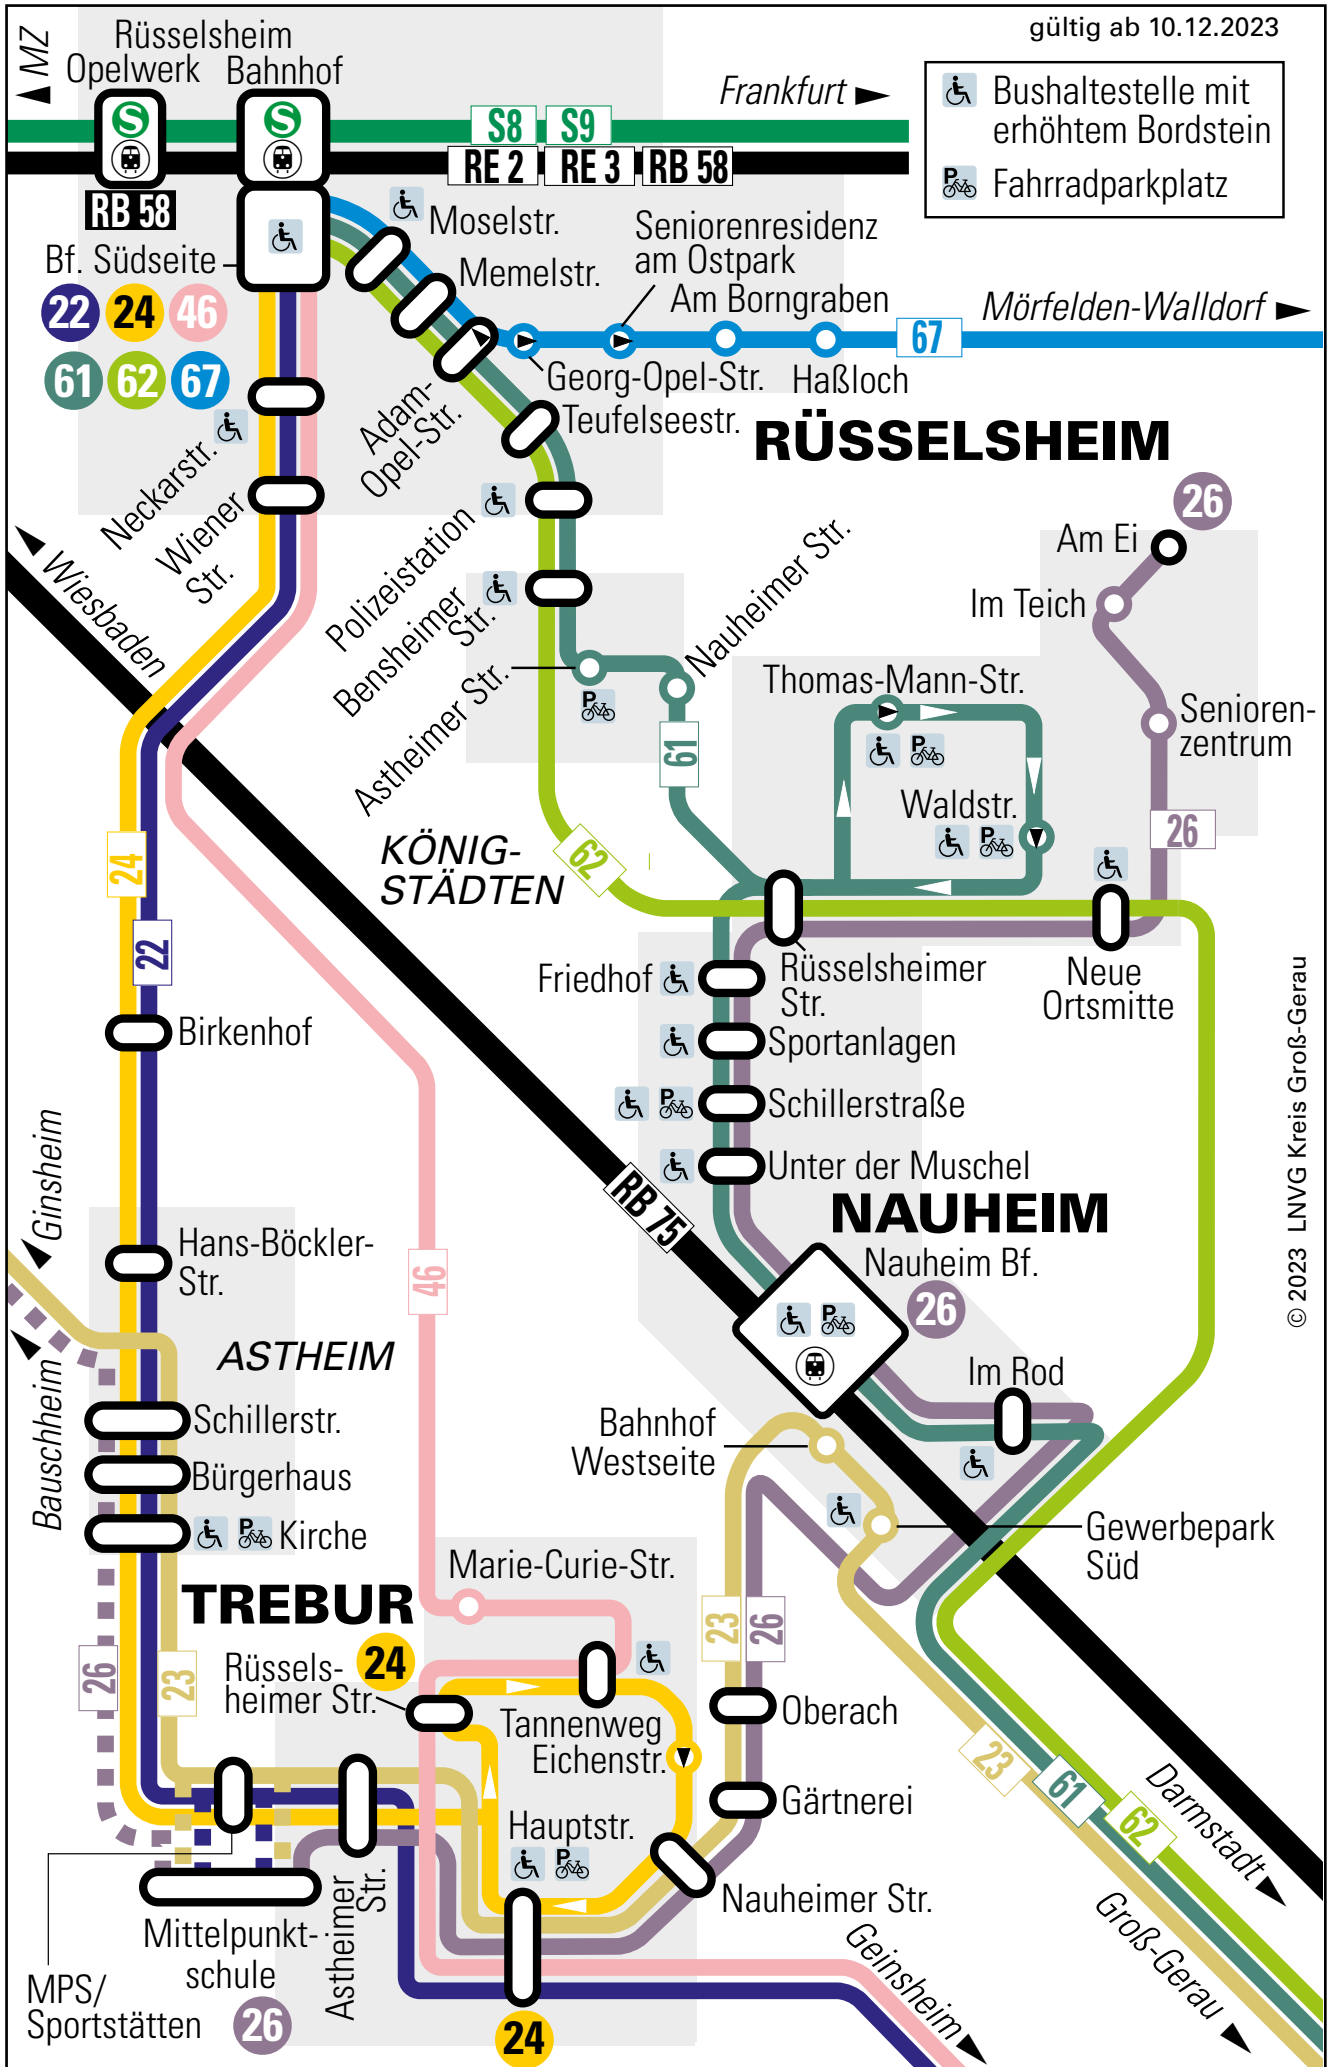 gültig ab 10.12.2023
MZ
Rüsselsheim
Opelwerk
Bahnhof
Frankfurt
S
S
S8
S9
RE 2
RE 3
RB 58
RB 58
Bushaltestelle mit
erhöhtem Bordstein
P
Fahrradparkplatz
Bf. Südseite
22
24
46
61
62
67
Moselstr.
Memelstr.
Seniorenresidenz
am Ostpark
Am Borngraben
Mörfelden-Walldorf
67
Georg-Opel-Str.
Haßloch
Adam-
Opel-Str.
Teufelseestr.
RÜSSELSHEIM
Neckarstr.
Wiener
Str.
Polizeistation
Bensheimer
Str.
Astheimer Str.
P
Nauheimer Str.
Wiesbaden
26
Am Ei
Im Teich
Senioren-
zentrum
26
Thomas-Mann-Str.
P
Waldstr.
P
61
62
KÖNIG-
STÄDTEN
24
22
Birkenhof
Friedhof
Rüsselsheimer
Str.
Neue
Ortsmitte
Sportanlagen
P
Schillerstraße
Unter der Muschel
NAUHEIM
Nauheim Bf.
26
P
RB 75
46
© 2023 LNVG Kreis Groß-Gerau
Ginsheim
Bauschheim
Hans-Böckler-
Str.
ASTHEIM
Schillerstr.
Bürgerhaus
P
Kirche
Im Rod
Bahnhof
Westseite
Gewerbepark
Süd
TREBUR
Marie-Curie-Str.
24
Rüssels-
heimer Str.
26
23
23
26
Tannenweg
Eichenstr.
Oberach
Gärtnerei
Hauptstr.
P
Nauheimer Str.
23
61
62
Darmstadt
Groß-Gerau
Geinsheim
Mittelpunkt-
schule
26
Astheimer
Str.
MPS/
Sportstätten
24